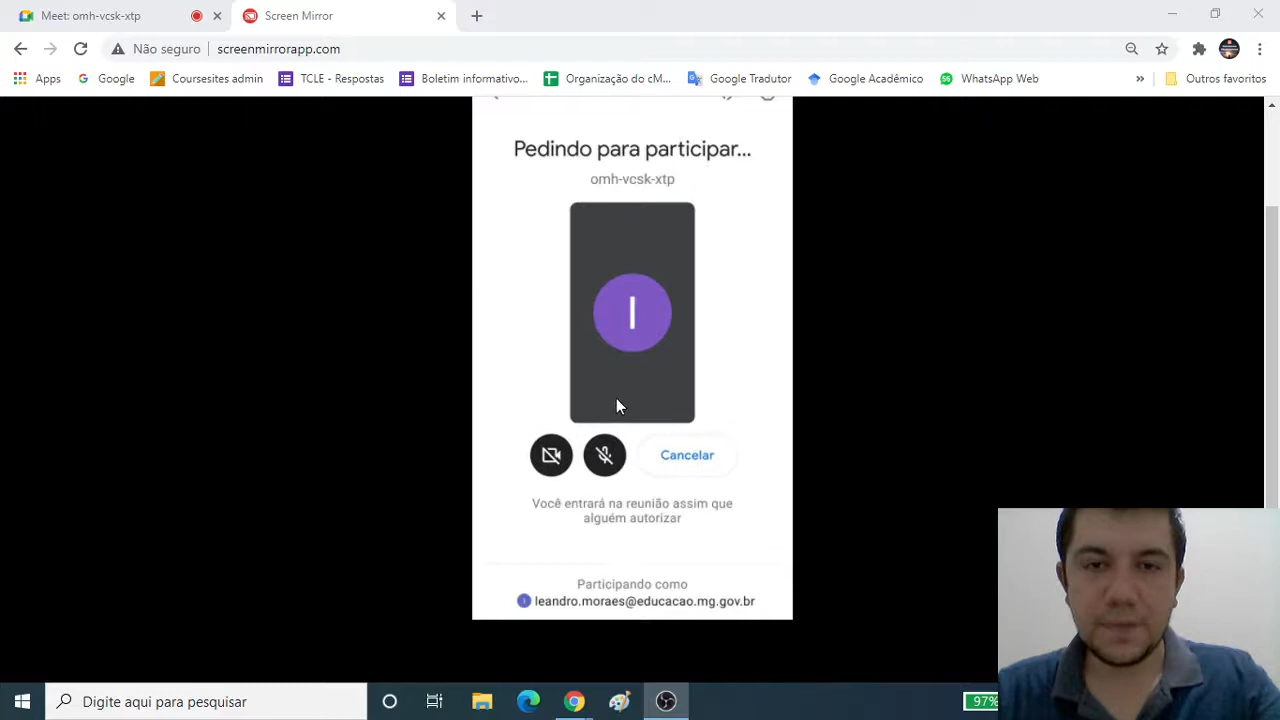 Meet: omh-vcsk-xtp
Screen Mirror
Não seguro
screenmirrorapp.com
Apps
Google
Coursesites admin
TCLE - Respostas
Boletim informativo...
Organização do cM...
Google Tradutor
Google Acadêmico
56
WhatsApp Web
»
Outros favoritos
Pedindo para participar...
omh-vcsk-xtp
I
Cancelar
Você entrará na reunião assim que
alguém autorizar
Participando como
leandro.moraes@educacao.mg.gov.br
Digite aqui para pesquisar
97%